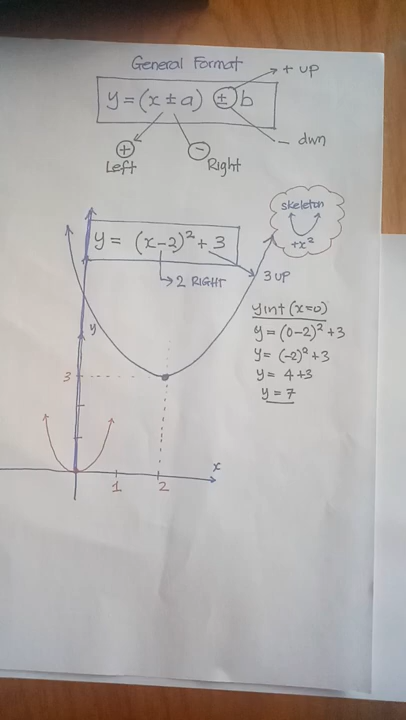 General Format
+ UP
y = (x ± a) ± b
- dwn
+ Left
- Right
skeleton
+x²
y = (x-2)² + 3
→ 2 RIGHT
3 UP
y
3
1
2
x
yint (x=0)
y = (0-2)² + 3
y = (-2)² + 3
y = 4+3
y = 7